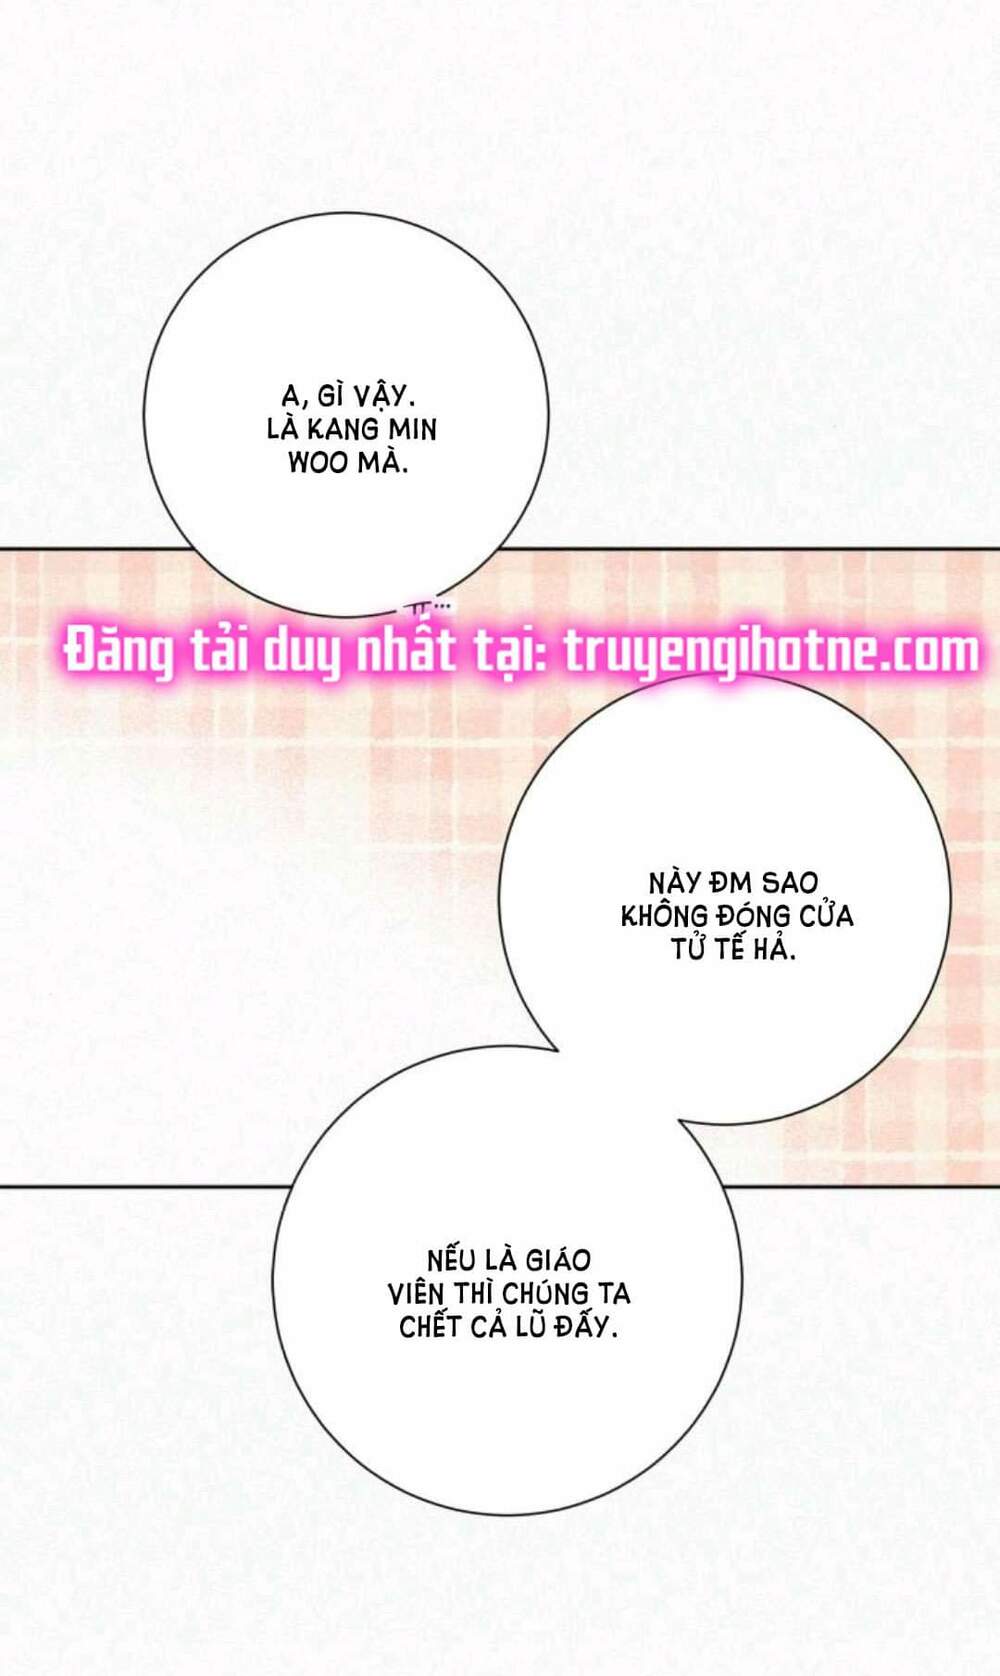 A, GÌ VẬY.
LÀ KANG MIN
WOO MÀ.
Đăng tải duy nhất tại: truyengihotne.com
NÀY ĐM SAO
KHÔNG ĐÓNG CỬA
TỬ TẾ HẢ.
NẾU LÀ GIÁO
VIÊN THÌ CHÚNG TA
CHẾT CẢ LŨ ĐẤY.